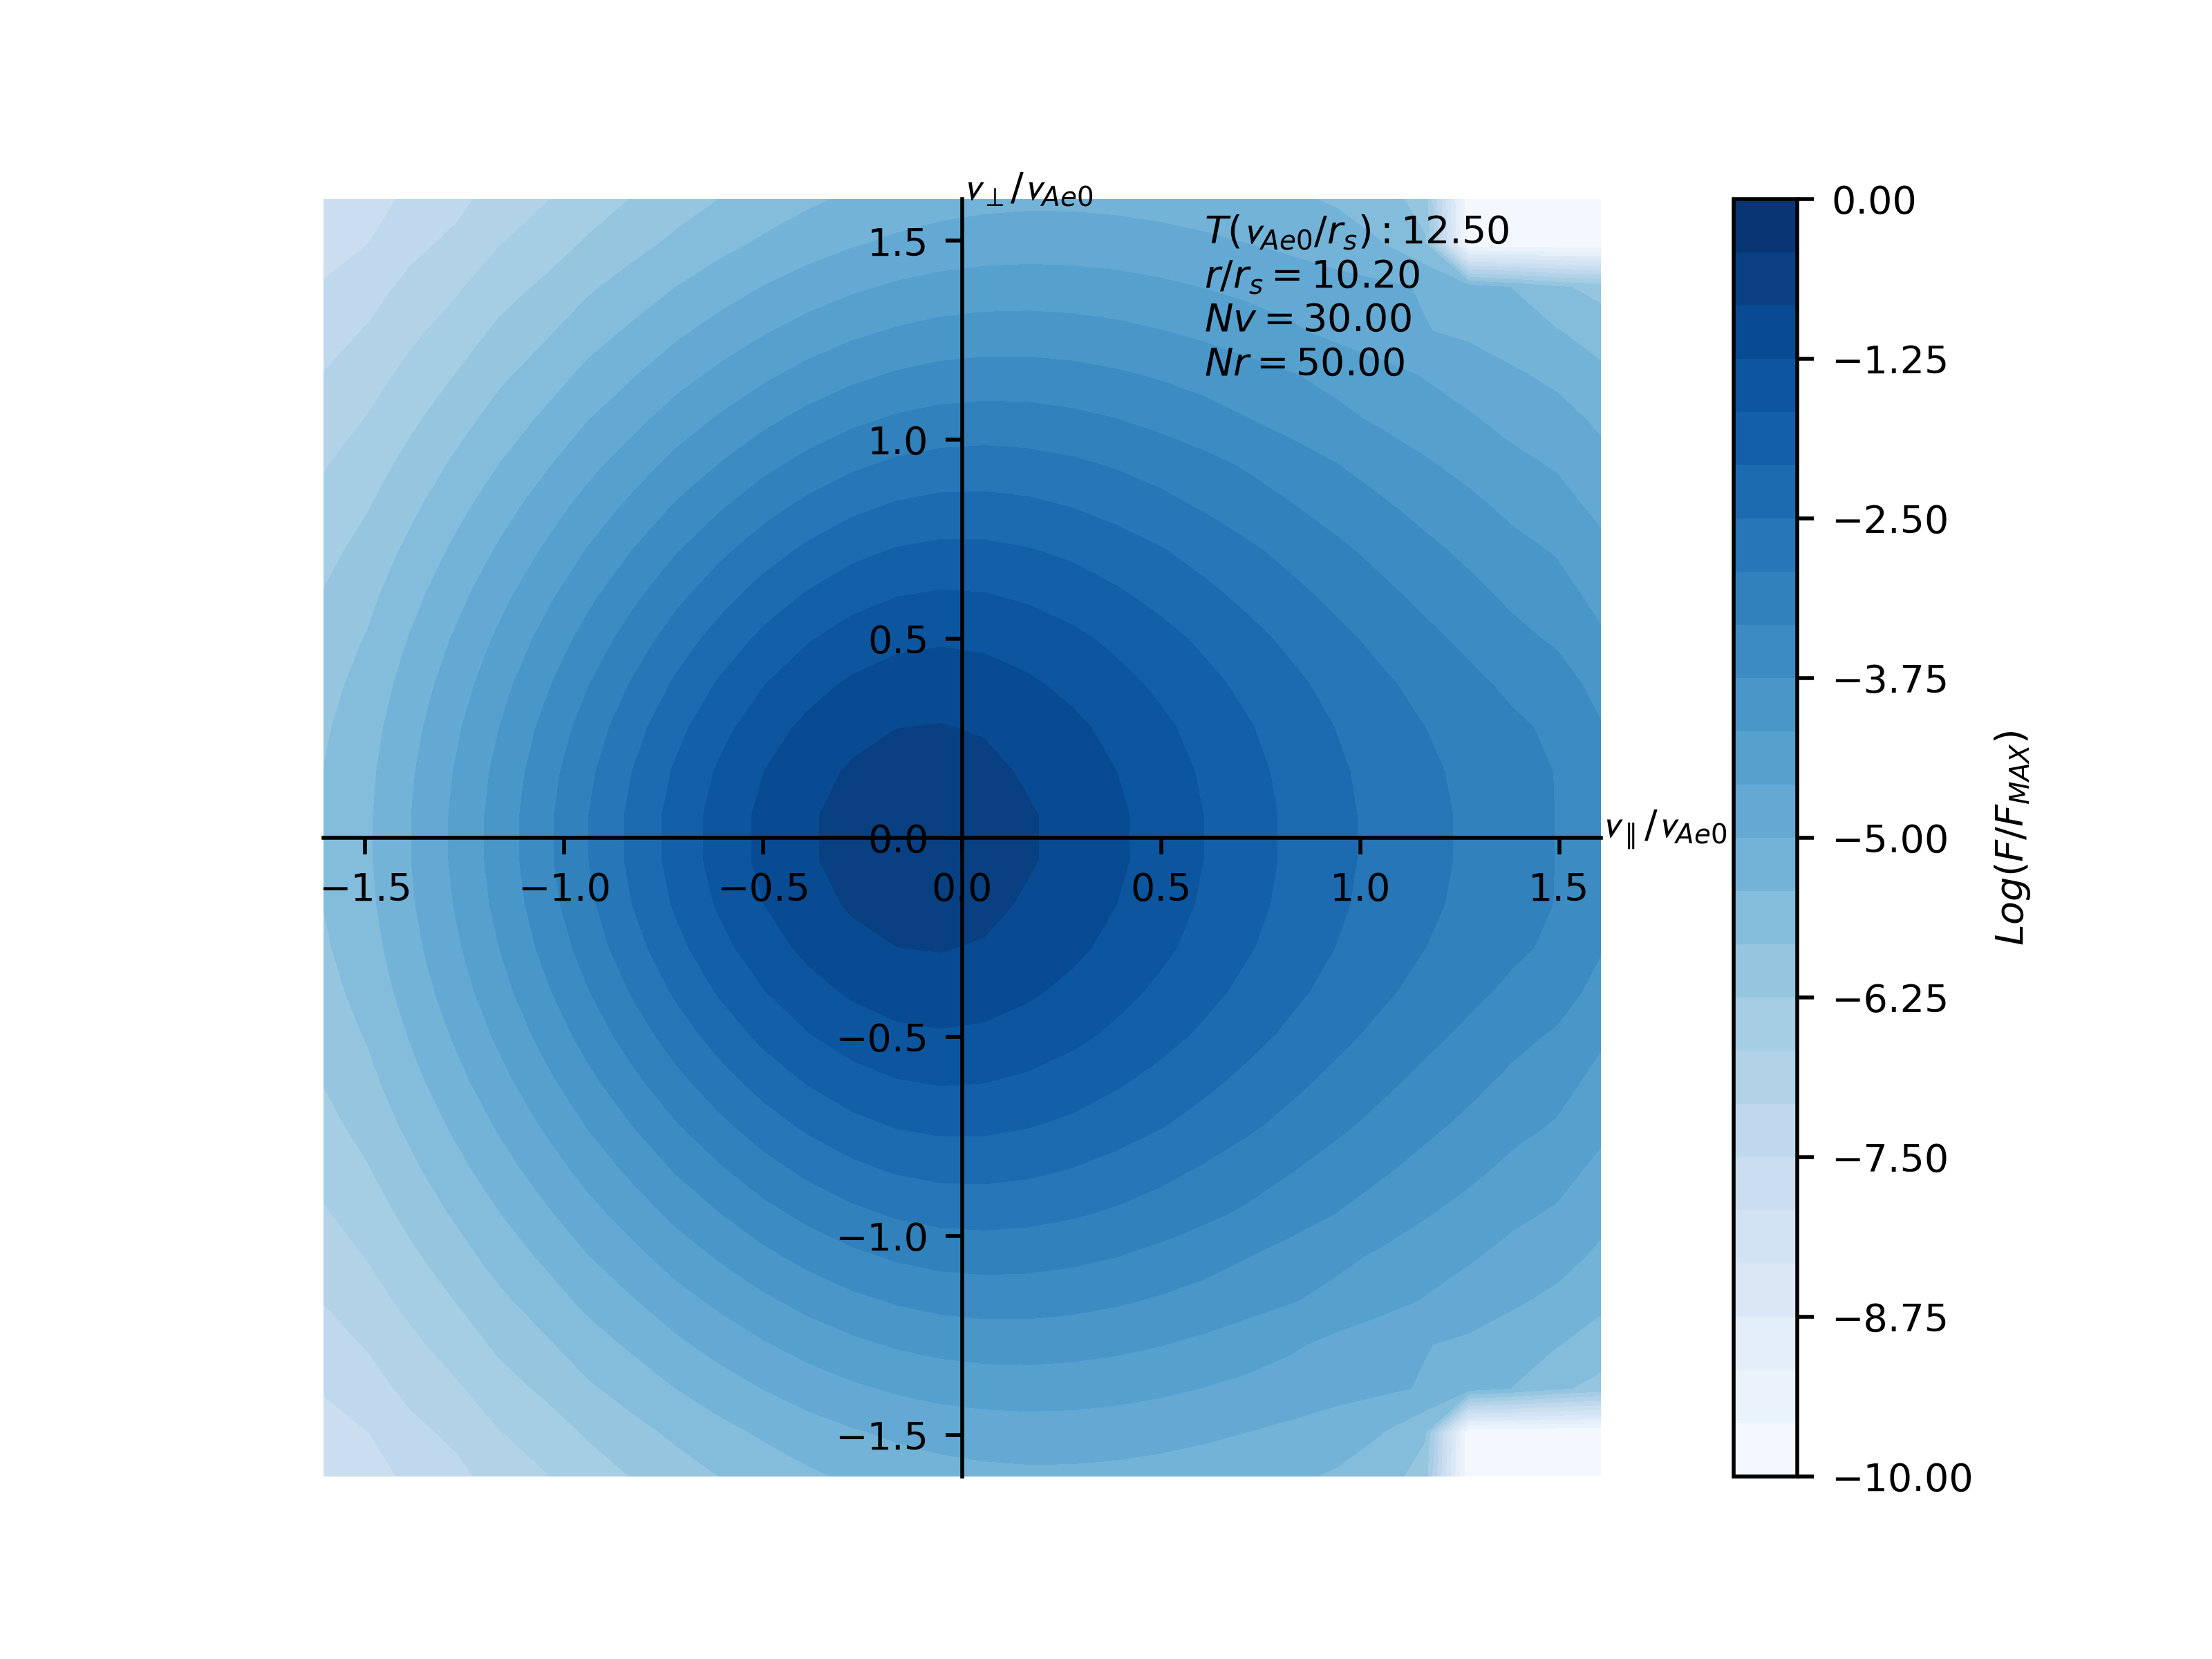 v⊥/vAe0
T(vAe0/rs):12.50
r/rs = 10.20
Nv = 30.00
Nr = 50.00
1.5
1.0
0.5
0.0
−0.5
−1.0
−1.5
v∥/vAe0
−1.5 −1.0 −0.5 0.0 0.5 1.0 1.5
0.00
−1.25
−2.50
−3.75
−5.00
−6.25
−7.50
−8.75
−10.00
Log(F/FMAX)